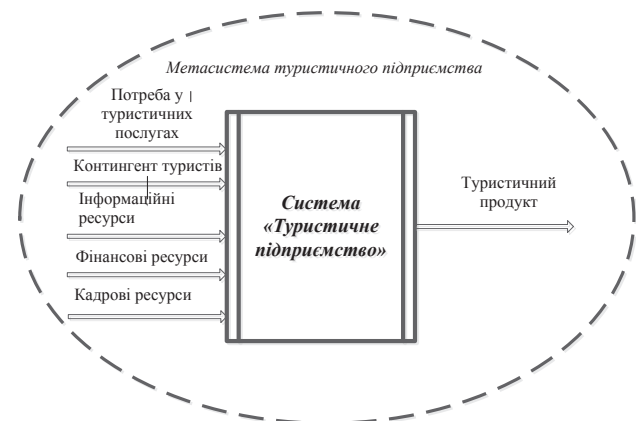 Метасистема туристичного підприємства
Потреба у
туристичних
послугах
Контингент туристів
Інформаційні
ресурси
Фінансові ресурси
Кадрові ресурси
Система
«Туристичне
підприємство»
Туристичний
продукт